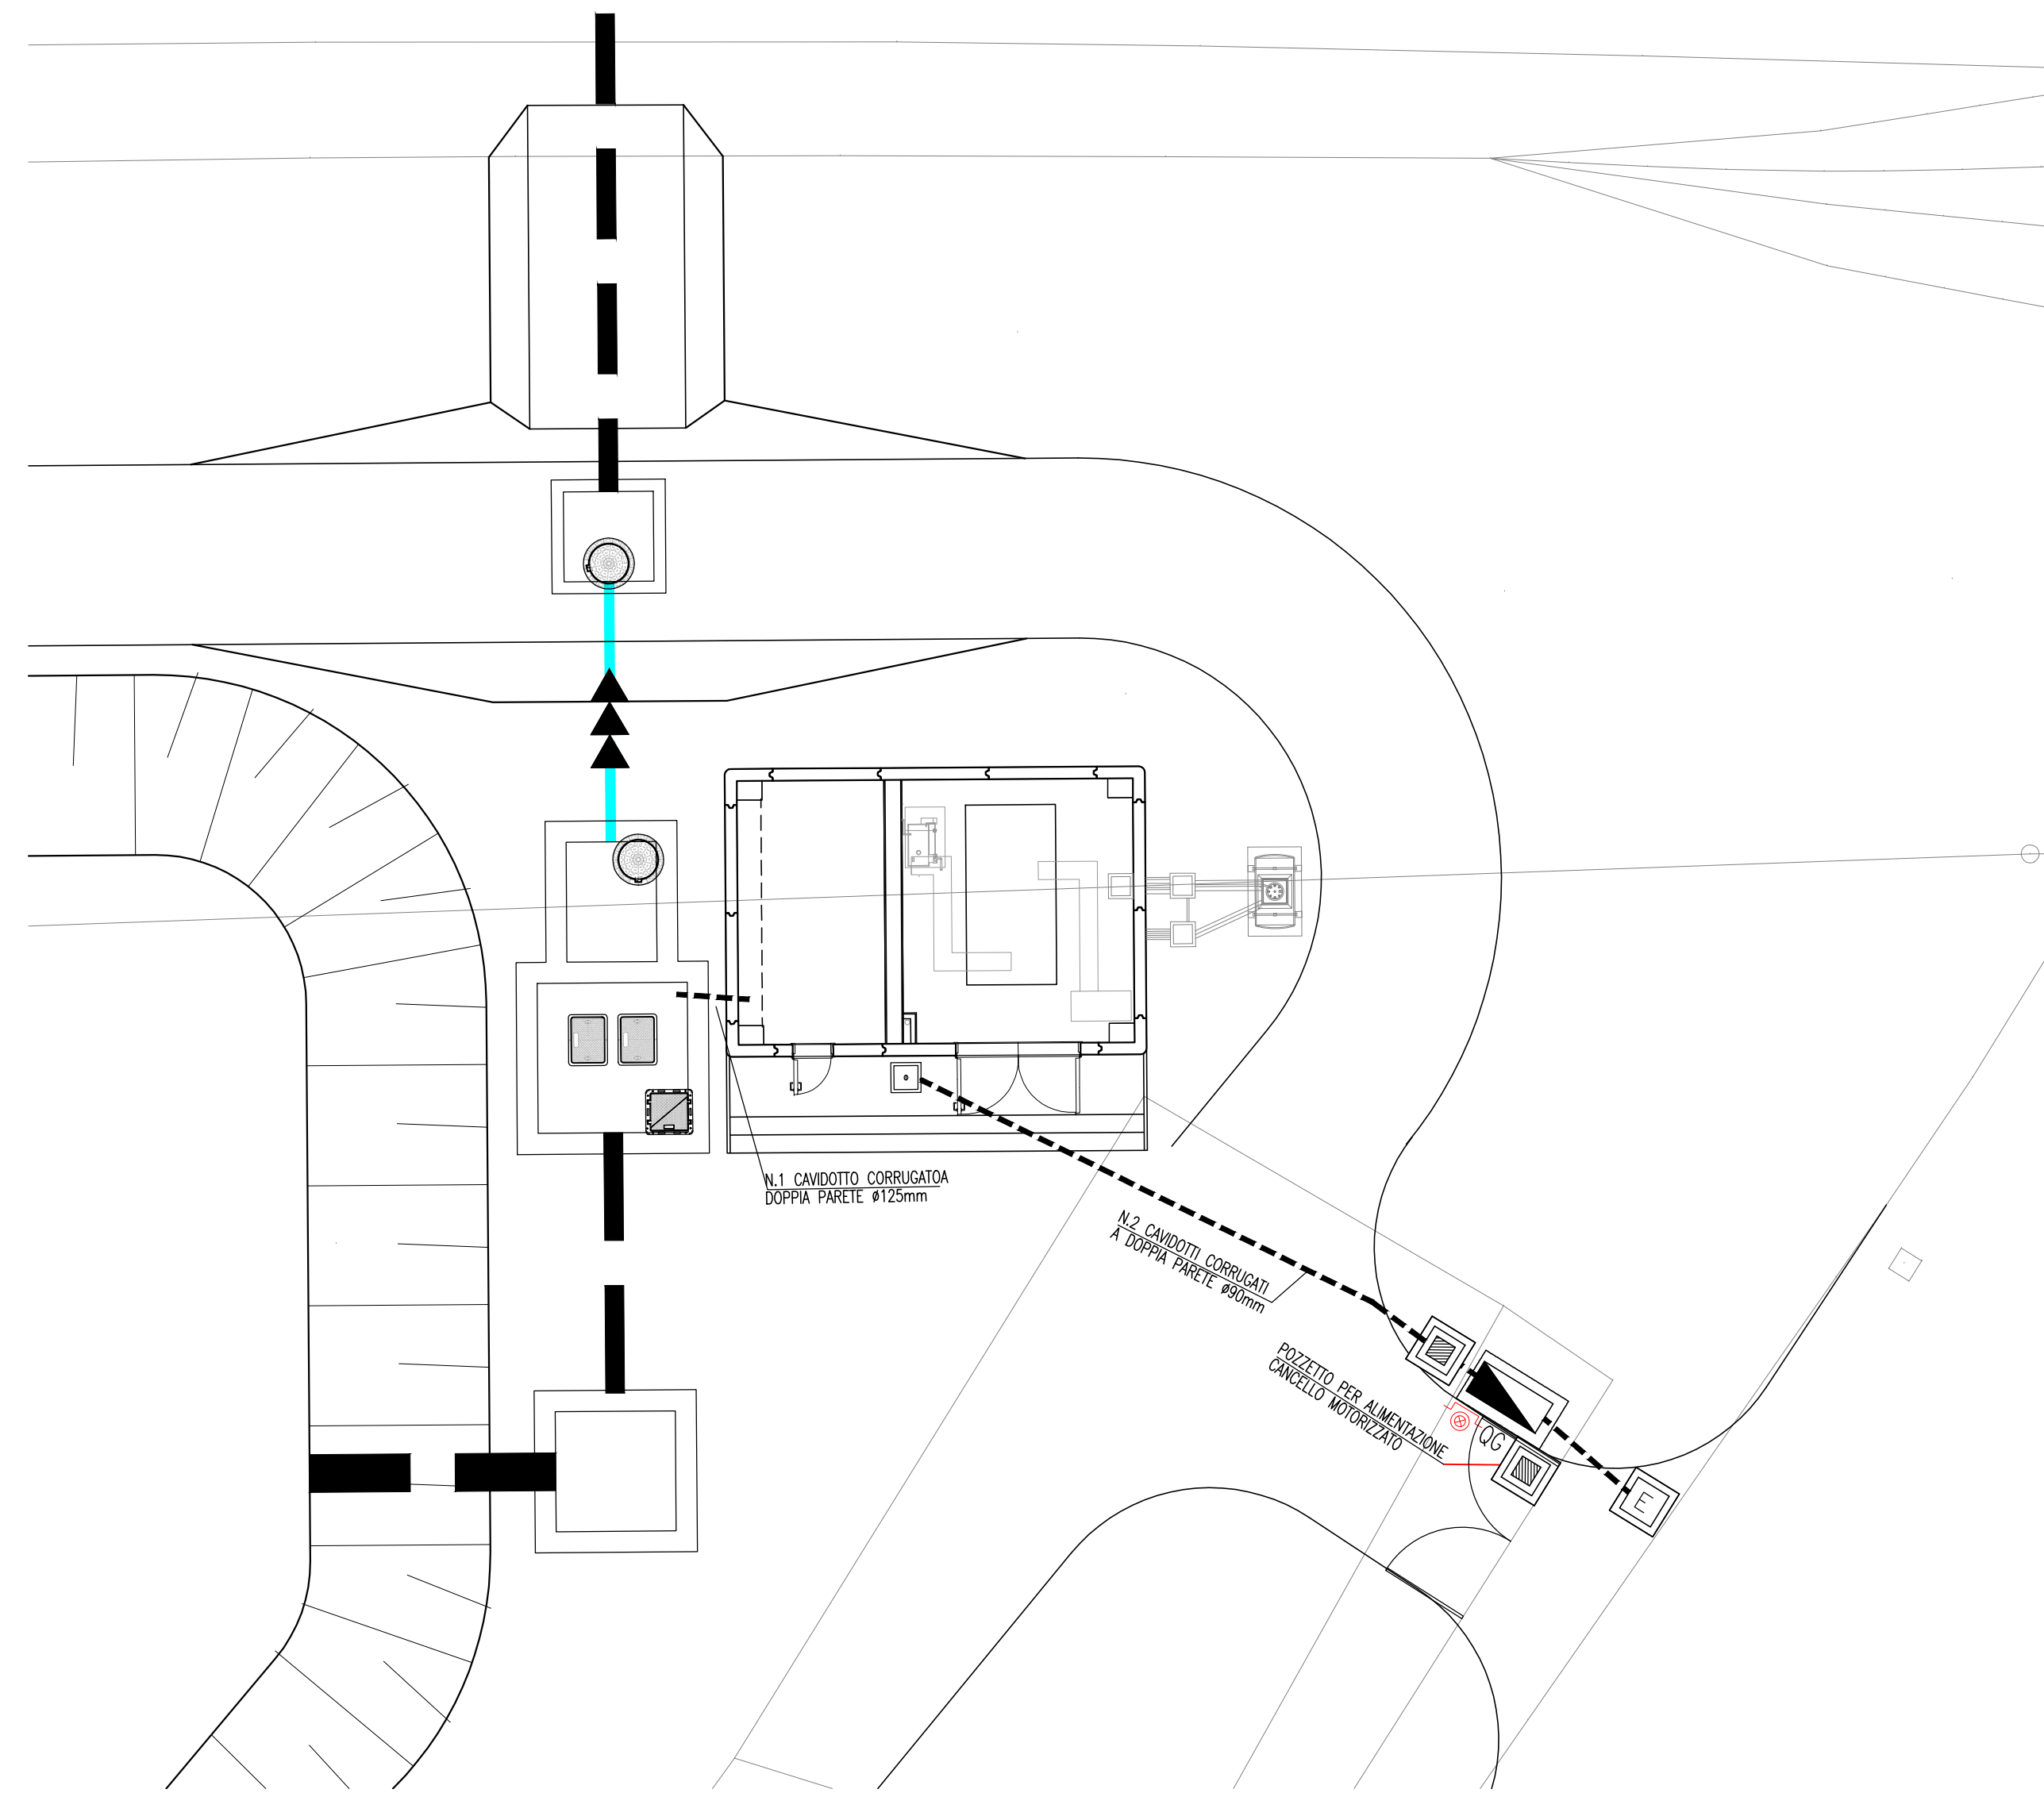 N.1 CAVIDOTTO CORRUGATOA
DOPPIA PARETE ø125mm
N.2 CAVIDOTTI CORRUGATI
A DOPPIA PARETE ø90mm
POZZETTO PER ALIMENTAZIONE
CANCELLO MOTORIZZATO
QG
E